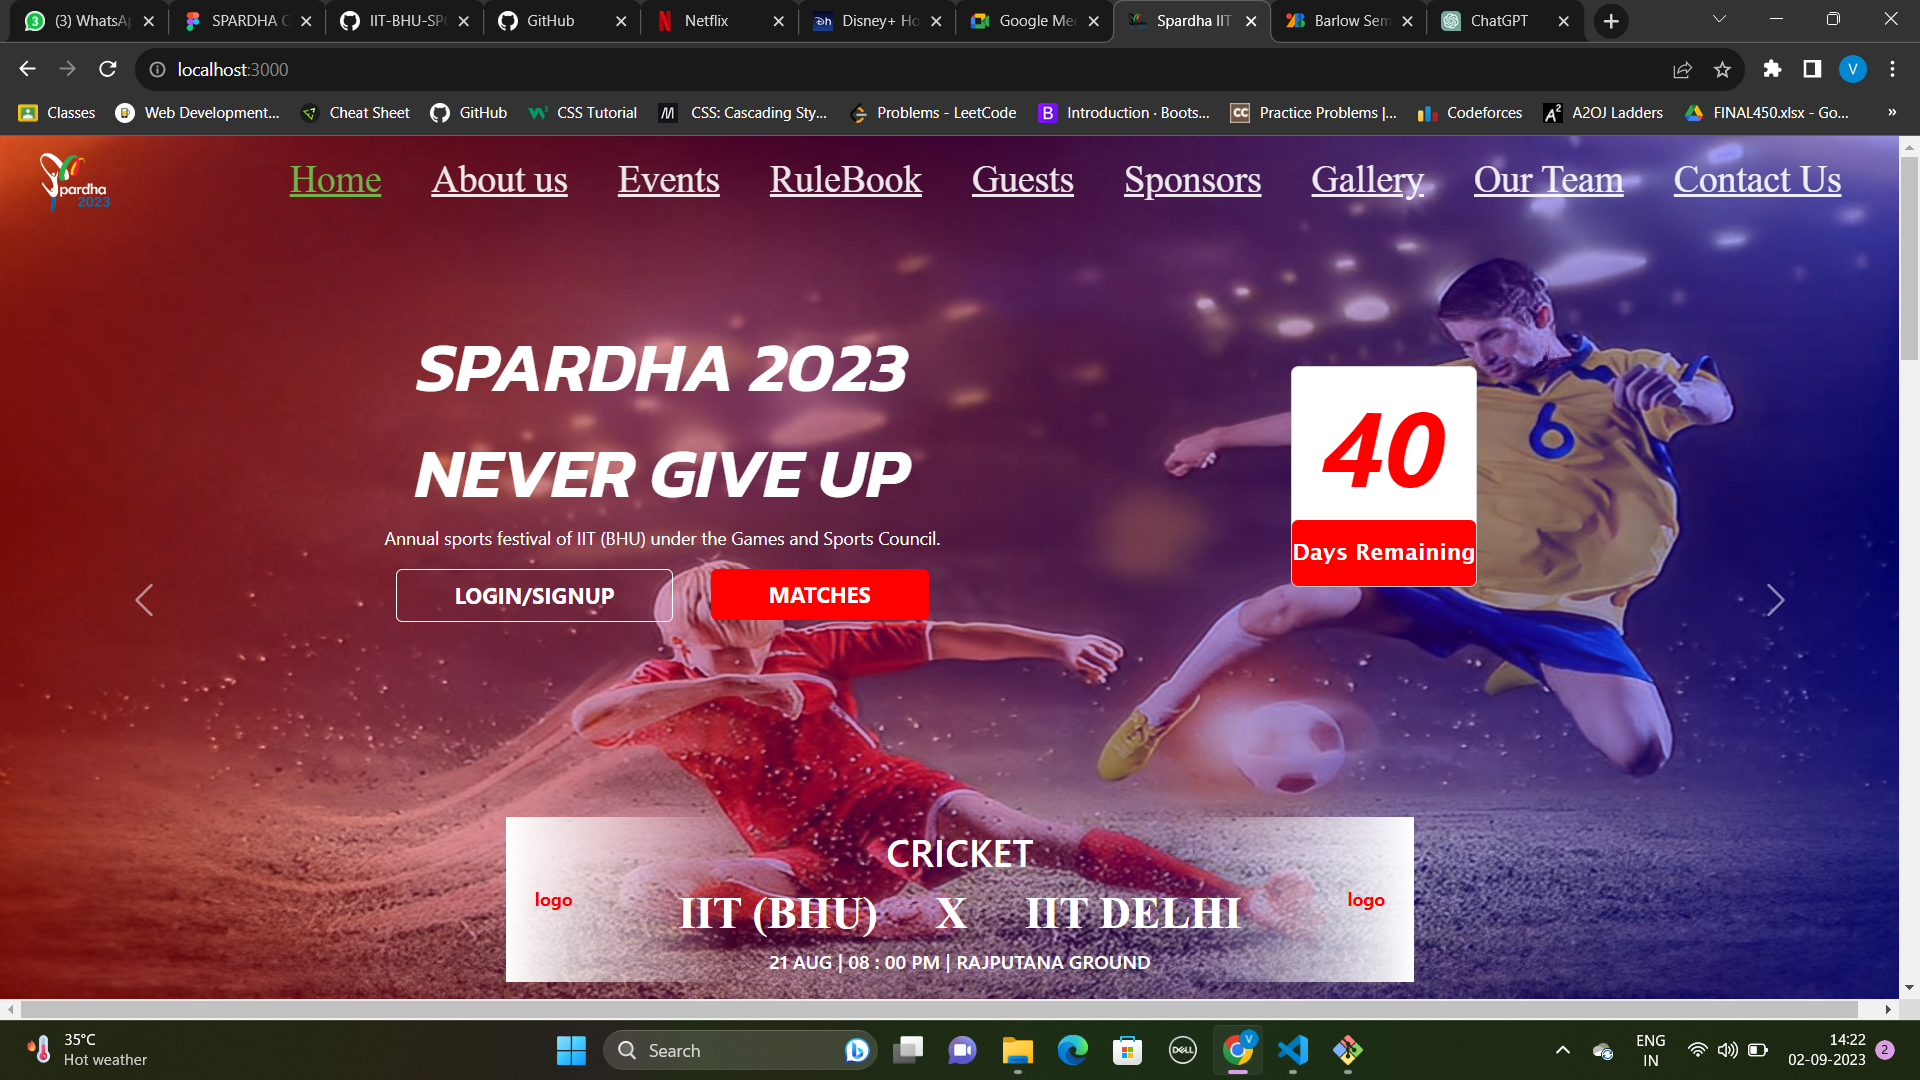 (3) WhatsAp
SPARDHA C
IIT-BHU-SPO
GitHub
Netflix
Disney+ Ho
Google Mee
Spardha IIT
Barlow Sem
ChatGPT
localhost:3000
V
Classes
Web Development...
Cheat Sheet
GitHub
CSS Tutorial
CSS: Cascading Sty...
Problems - LeetCode
Introduction · Boots...
Practice Problems |...
Codeforces
A2OJ Ladders
FINAL450.xlsx - Go...
»
Spardha
2023
Home
About us
Events
RuleBook
Guests
Sponsors
Gallery
Our Team
Contact Us
SPARDHA 2023
NEVER GIVE UP
Annual sports festival of IIT (BHU) under the Games and Sports Council.
LOGIN/SIGNUP
MATCHES
40
Days Remaining
6
CRICKET
logo
IIT (BHU) X IIT DELHI
logo
21 AUG | 08 : 00 PM | RAJPUTANA GROUND
35°C
Hot weather
Search
DELL
V
ENG
IN
14:22
02-09-2023
2